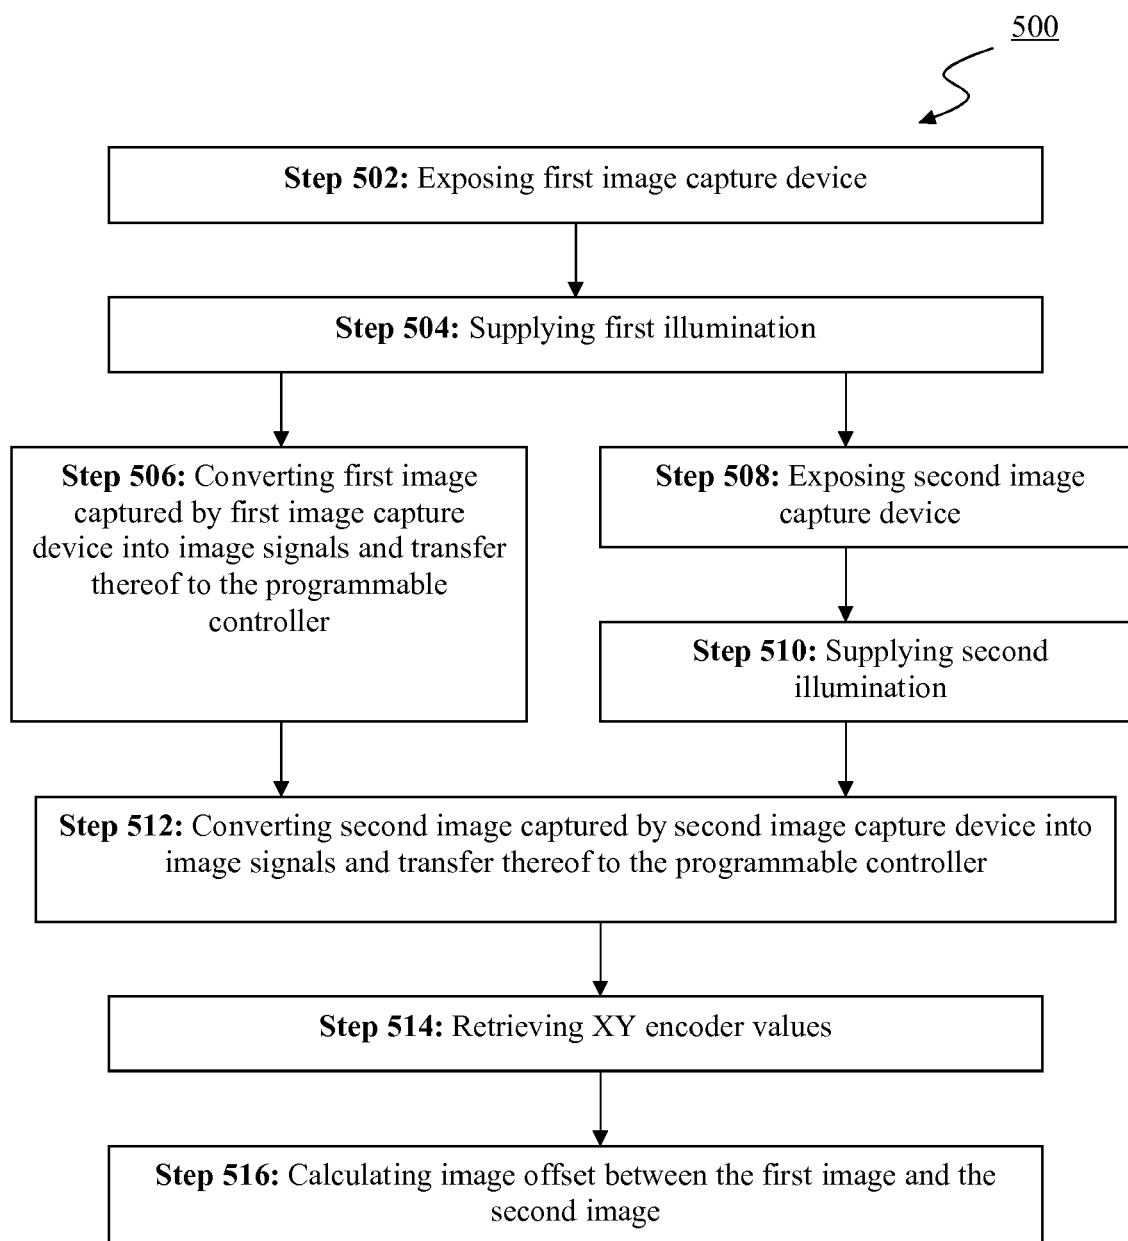 500
Step 502: Exposing first image capture device
Step 504: Supplying first illumination
Step 506: Converting first image
captured by first image capture
device into image signals and transfer
thereof to the programmable
controller
Step 508: Exposing second image
capture device
Step 510: Supplying second
illumination
Step 512: Converting second image captured by second image capture device into
image signals and transfer thereof to the programmable controller
Step 514: Retrieving XY encoder values
Step 516: Calculating image offset between the first image and the
second image